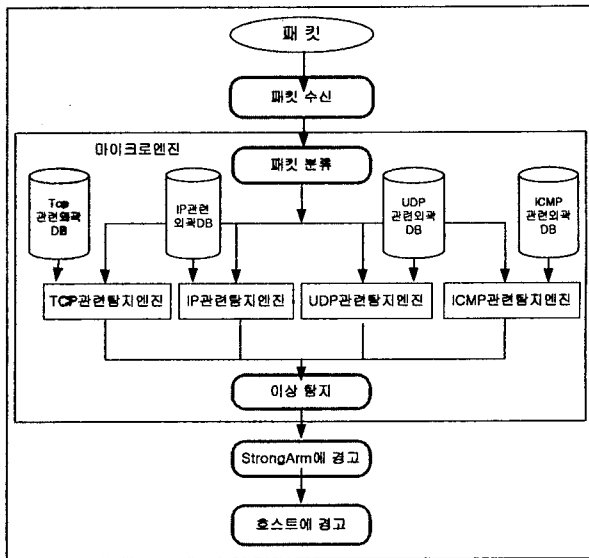 패 킷
패킷 수신
마이크로엔진
패킷 분류
Tcp
관련외곽
DB
IP관련
외곽DB
UDP
관련외곽
DB
ICMP
관련외곽
DB
TCP관련탐지엔진
IP관련탐지엔진
UDP관련탐지엔진
ICMP관련탐지엔진
이상 탐지
StrongArm에 경고
호스트에 경고